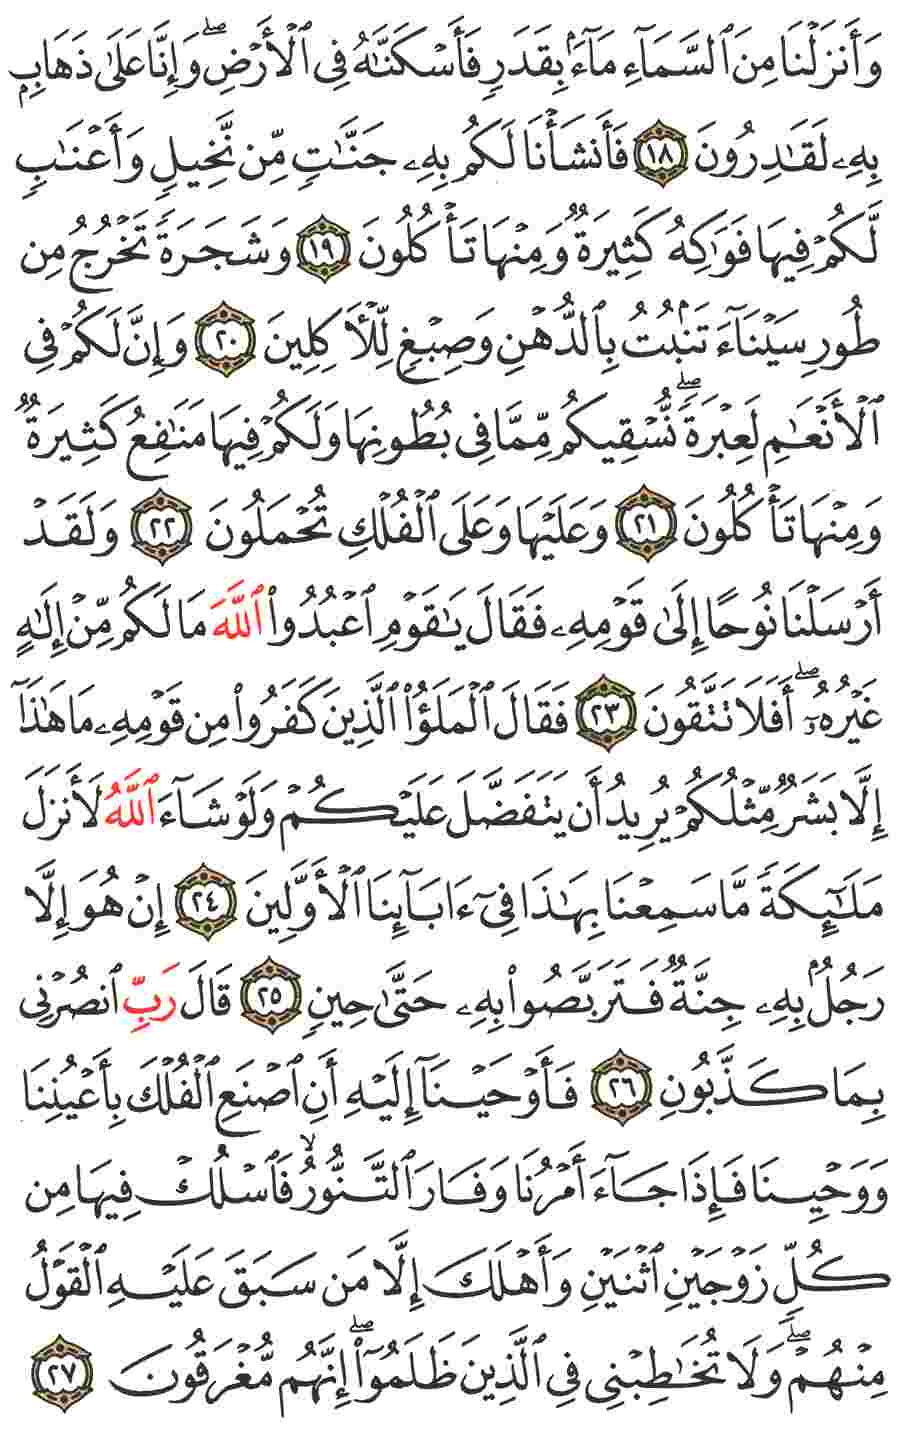 وَأَنزَلْنَا مِنَ ٱلسَّمَآءِ مَآءَۢ بِقَدَرٍ فَأَسْكَنَّٰهُ فِى ٱلْأَرْضِ ۖ وَإِنَّا عَلَىٰ ذَهَابٍۭ
بِهِۦ لَقَٰدِرُونَ ١٨ فَأَنشَأْنَا لَكُم بِهِۦ جَنَّٰتٍ مِّن نَّخِيلٍ وَأَعْنَٰبٍ
لَّكُمْ فِيهَا فَوَٰكِهُ كَثِيرَةٌ وَمِنْهَا تَأْكُلُونَ ١٩ وَشَجَرَةً تَخْرُجُ مِن
طُورِ سَيْنَآءَ تَنۢبُتُ بِٱلدُّهْنِ وَصِبْغٍ لِّلْـَٔاكِلِينَ ٢٠ وَإِنَّ لَكُمْ فِى
ٱلْأَنْعَٰمِ لَعِبْرَةً ۖ نُّسْقِيكُم مِّمَّا فِى بُطُونِهَا وَلَكُمْ فِيهَا مَنَٰفِعُ كَثِيرَةٌ
وَمِنْهَا تَأْكُلُونَ ٢١ وَعَلَيْهَا وَعَلَى ٱلْفُلْكِ تُحْمَلُونَ ٢٢ وَلَقَدْ
أَرْسَلْنَا نُوحًا إِلَىٰ قَوْمِهِۦ فَقَالَ يَٰقَوْمِ ٱعْبُدُوا۟ ٱللَّهَ مَا لَكُم مِّنْ إِلَٰهٍ
غَيْرُهُۥٓ ۖ أَفَلَا تَتَّقُونَ ٢٣ فَقَالَ ٱلْمَلَؤُا۟ ٱلَّذِينَ كَفَرُوا۟ مِن قَوْمِهِۦ مَا هَٰذَآ
إِلَّا بَشَرٌ مِّثْلُكُمْ يُرِيدُ أَن يَتَفَضَّلَ عَلَيْكُمْ وَلَوْ شَآءَ ٱللَّهُ لَأَنزَلَ
مَلَٰٓئِكَةً مَّا سَمِعْنَا بِهَٰذَا فِىٓ ءَابَآئِنَا ٱلْأَوَّلِينَ ٢٤ إِنْ هُوَ إِلَّا
رَجُلٌۢ بِهِۦ جِنَّةٌ فَتَرَبَّصُوا۟ بِهِۦ حَتَّىٰ حِينٍ ٢٥ قَالَ رَبِّ ٱنصُرْنِى
بِمَا كَذَّبُونِ ٢٦ فَأَوْحَيْنَآ إِلَيْهِ أَنِ ٱصْنَعِ ٱلْفُلْكَ بِأَعْيُنِنَا
وَوَحْيِنَا فَإِذَا جَآءَ أَمْرُنَا وَفَارَ ٱلتَّنُّورُ ۙ فَٱسْلُكْ فِيهَا مِن
كُلٍّ زَوْجَيْنِ ٱثْنَيْنِ وَأَهْلَكَ إِلَّا مَن سَبَقَ عَلَيْهِ ٱلْقَوْلُ
مِنْهُمْ ۖ وَلَا تُخَٰطِبْنِى فِى ٱلَّذِينَ ظَلَمُوٓا۟ ۖ إِنَّهُم مُّغْرَقُونَ ٢٧